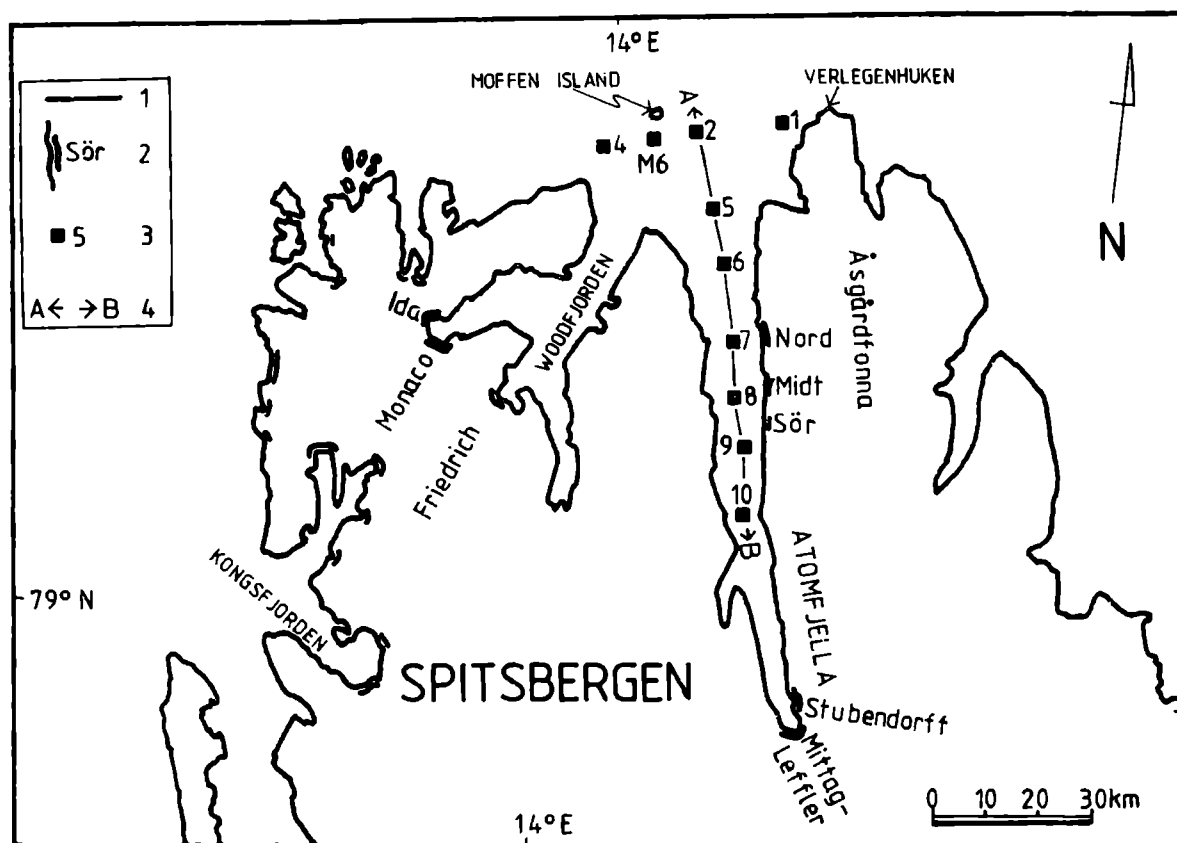 14° E
1
Sör 2
5 3
A← →B 4
MOFFEN ISLAND
VERLEGENHUKEN
A←
2
1
4
M6
N
5
Åsgårdfonna
6
WOODFJORDEN
Ida
7
Nord
Monaco
8
Midt
Sör
9
Friedrich
10
→B
ATOMFJELLA
KONGSFJORDEN
79° N
SPITSBERGEN
Stubendorff
Mittag-
Leffler
0 10 20 30km
14° E